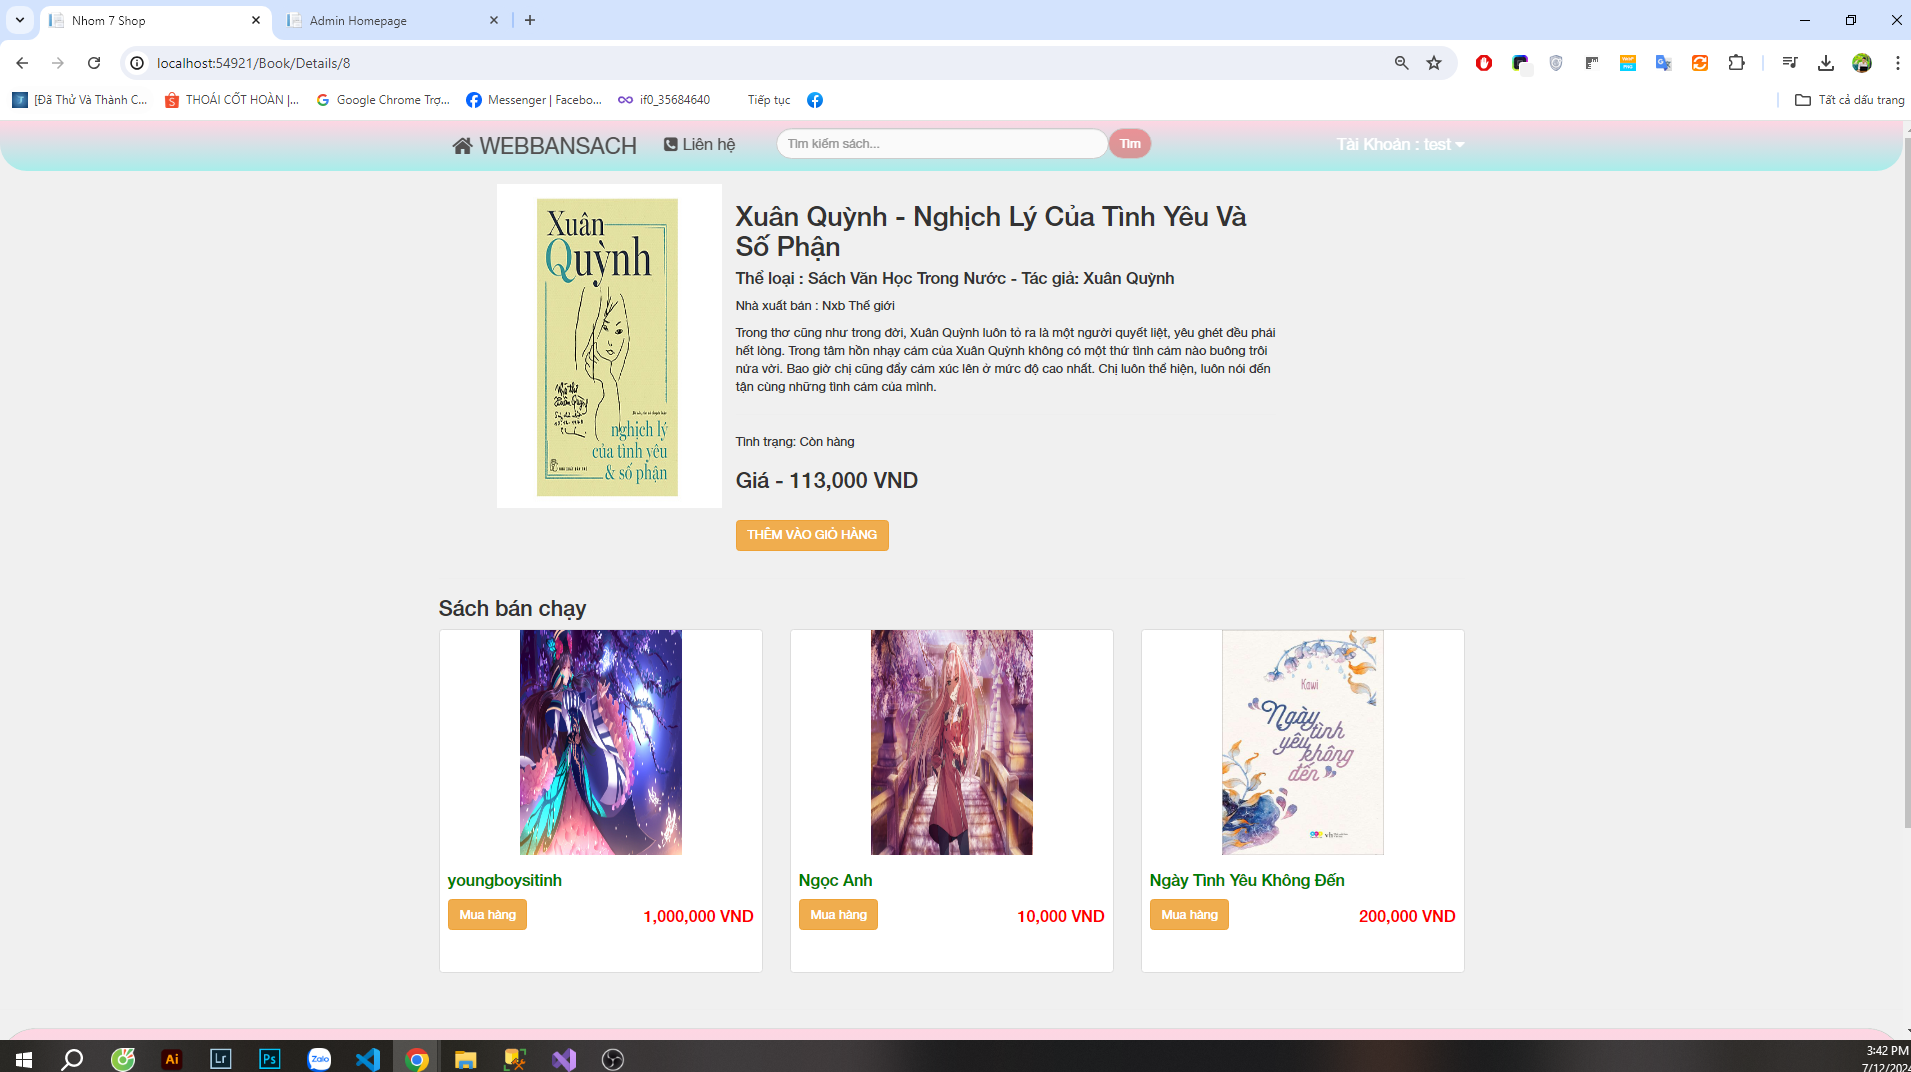 Nhom 7 Shop
Admin Homepage
localhost:54921/Book/Details/8
[Đã Thử Và Thành C...
THOÁI CỐT HOÀN |...
Google Chrome Trợ...
Messenger | Facebo...
if0_35684640
Tiếp tục
Tất cả dấu trang
WEBBANSACH
Liên hệ
Tìm kiếm sách...
Tìm
Tài Khoản : test
Xuân
Quỳnh
nghịch lý
của tình yêu
& số phận
Xuân Quỳnh - Nghịch Lý Của Tình Yêu Và
Số Phận
Thể loại : Sách Văn Học Trong Nước - Tác giả: Xuân Quỳnh
Nhà xuất bản : Nxb Thế giới
Trong thơ cũng như trong đời, Xuân Quỳnh luôn tỏ ra là một người quyết liệt, yêu ghét đều phải
hết lòng. Trong tâm hồn nhạy cảm của Xuân Quỳnh không có một thứ tình cảm nào buông trôi
nửa vời. Bao giờ chị cũng đẩy cảm xúc lên ở mức độ cao nhất. Chị luôn thể hiện, luôn nói đến
tận cùng những tình cảm của mình.
Tình trạng: Còn hàng
Giá - 113,000 VND
THÊM VÀO GIỎ HÀNG
Sách bán chạy
Kawi
Ngày
tình
yêu
không
đến
youngboysitinh
Mua hàng
1,000,000 VND
Ngọc Anh
Mua hàng
10,000 VND
Ngày Tình Yêu Không Đến
Mua hàng
200,000 VND
Ai
Lr
Ps
Zalo
3:42 PM
7/12/2024